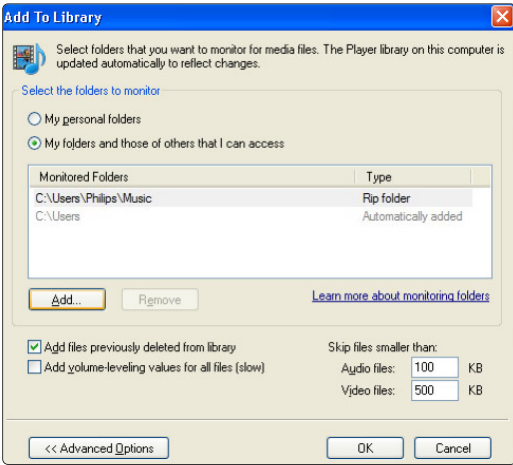 Add To Library
Select folders that you want to monitor for media files. The Player library on this computer is
updated automatically to reflect changes.
Select the folders to monitor
My personal folders
My folders and those of others that I can access
Monitored Folders Type
C:\Users\Philips\Music Rip folder
C:\Users Automatically added
Add... Remove Learn more about monitoring folders
Add files previously deleted from library Skip files smaller than:
Add volume-leveling values for all files (slow) Audio files: 100 KB
Video files: 500 KB
<< Advanced Options OK Cancel